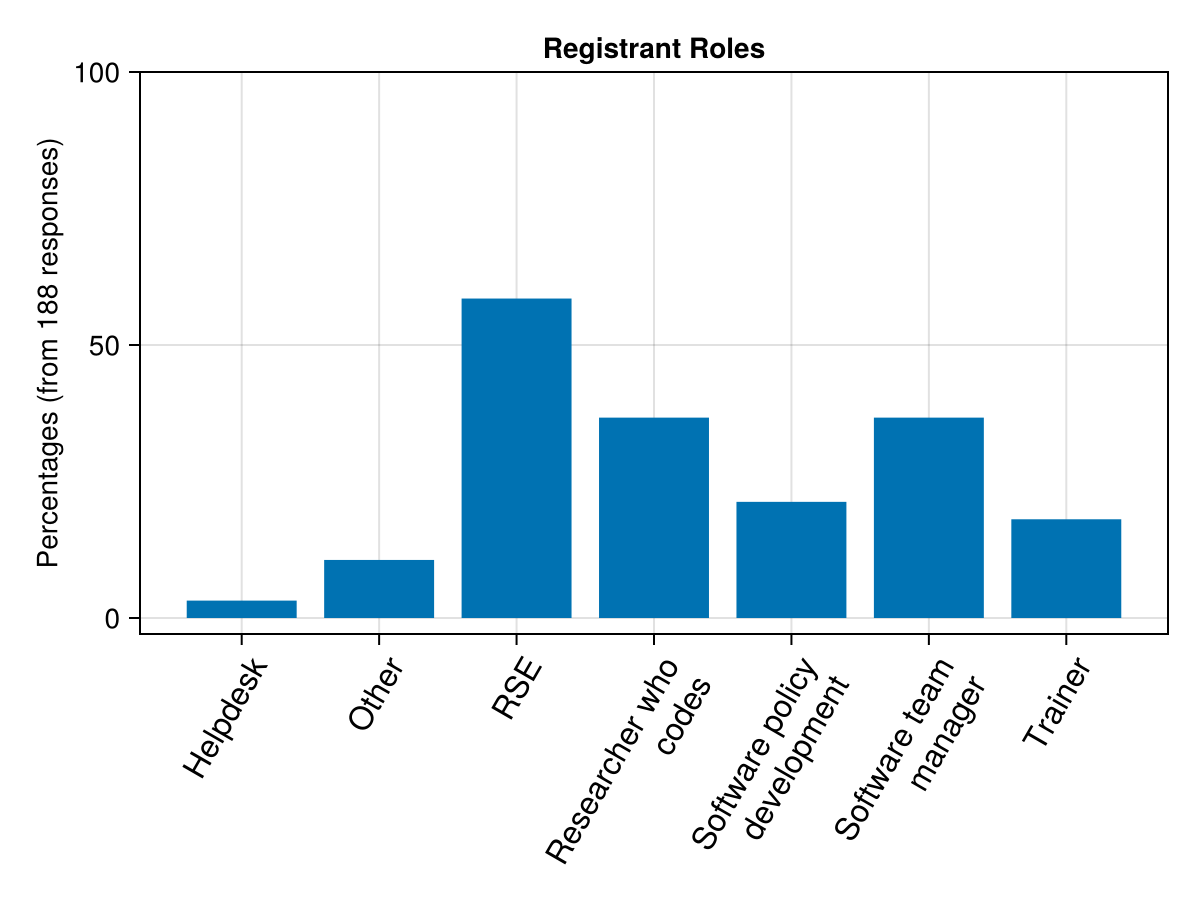 Registrant Roles
Percentages (from 188 responses)
100
50
0
Helpdesk
Other
RSE
Researcher who
codes
Software policy
development
Software team
manager
Trainer